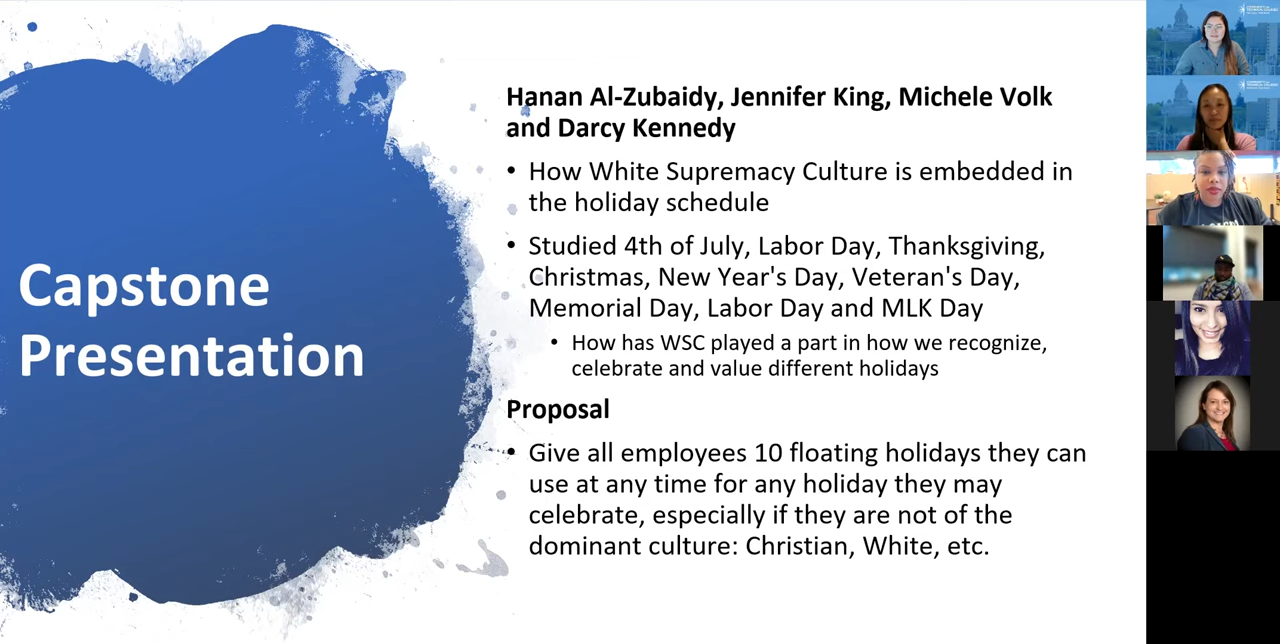 Capstone
Presentation
Hanan Al-Zubaidy, Jennifer King, Michele Volk
and Darcy Kennedy
• How White Supremacy Culture is embedded in
the holiday schedule
• Studied 4th of July, Labor Day, Thanksgiving,
Christmas, New Year's Day, Veteran's Day,
Memorial Day, Labor Day and MLK Day
• How has WSC played a part in how we recognize,
celebrate and value different holidays
Proposal
• Give all employees 10 floating holidays they can
use at any time for any holiday they may
celebrate, especially if they are not of the
dominant culture: Christian, White, etc.